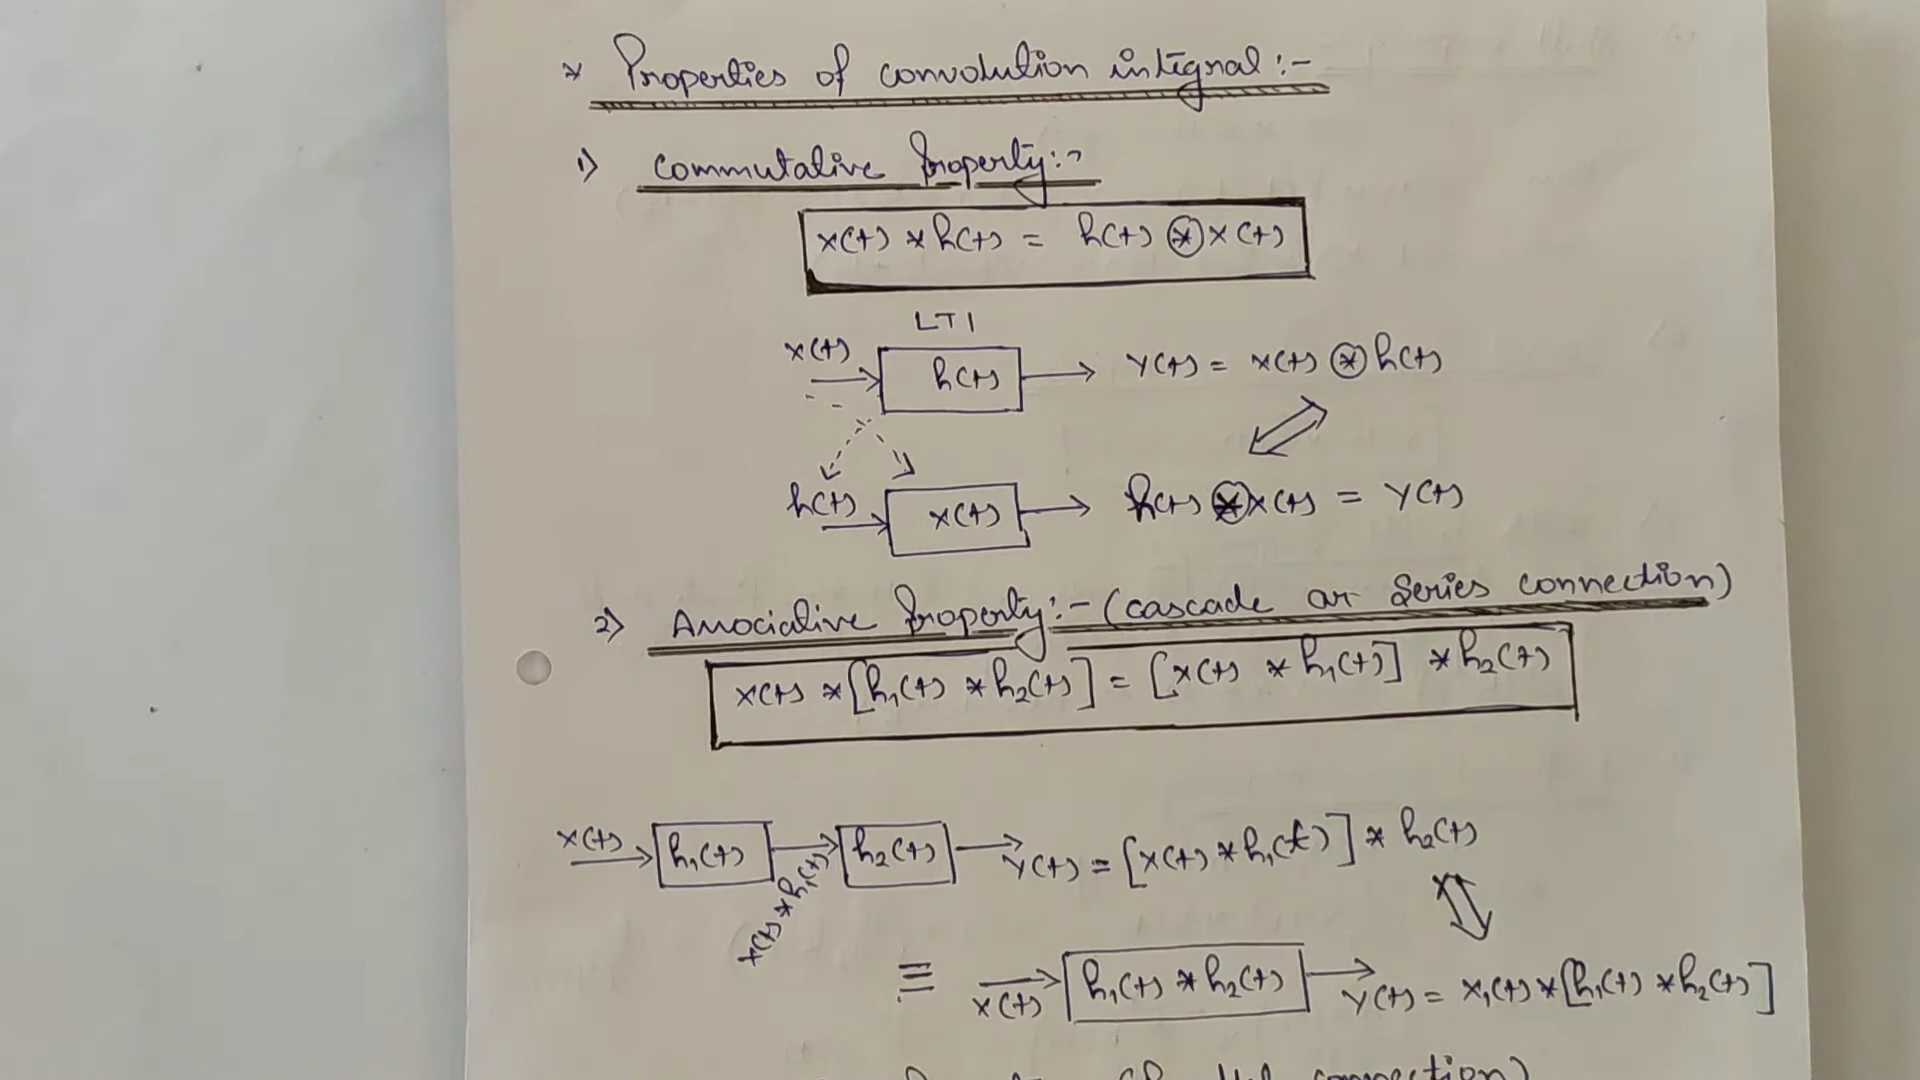 * Properties of convolution integral :-
1) Commutative Property :-
x(t) * h(t) = h(t) ⊛ x(t)
LTI
x(t) h(t) Y(t) = x(t) ⊛ h(t)
h(t) x(t) h(t) ⊛ x(t) = Y(t)
2) Associative Property :- (cascade or Series connection)
x(t) * [h₁(t) * h₂(t)] = [x(t) * h₁(t)] * h₂(t)
x(t) h₁(t) h₂(t) Y(t) = [x(t) * h₁(t)] * h₂(t)
x(t) * h₁(t)
≡ x(t) h₁(t) * h₂(t) Y(t) = x₁(t) * [h₁(t) * h₂(t)]
connection)